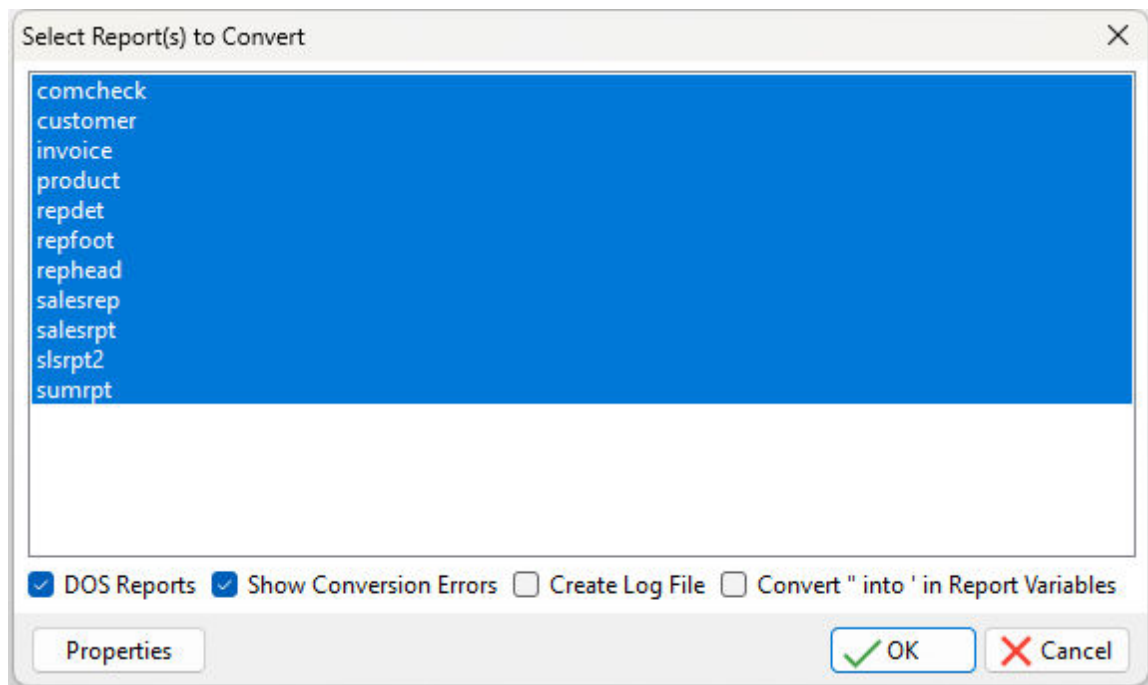 Select Report(s) to Convert
comcheck
customer
invoice
product
repdet
repfoot
rephead
salesrep
salesrpt
slsrpt2
sumrpt
DOS Reports Show Conversion Errors Create Log File Convert " into ' in Report Variables
Properties OK Cancel